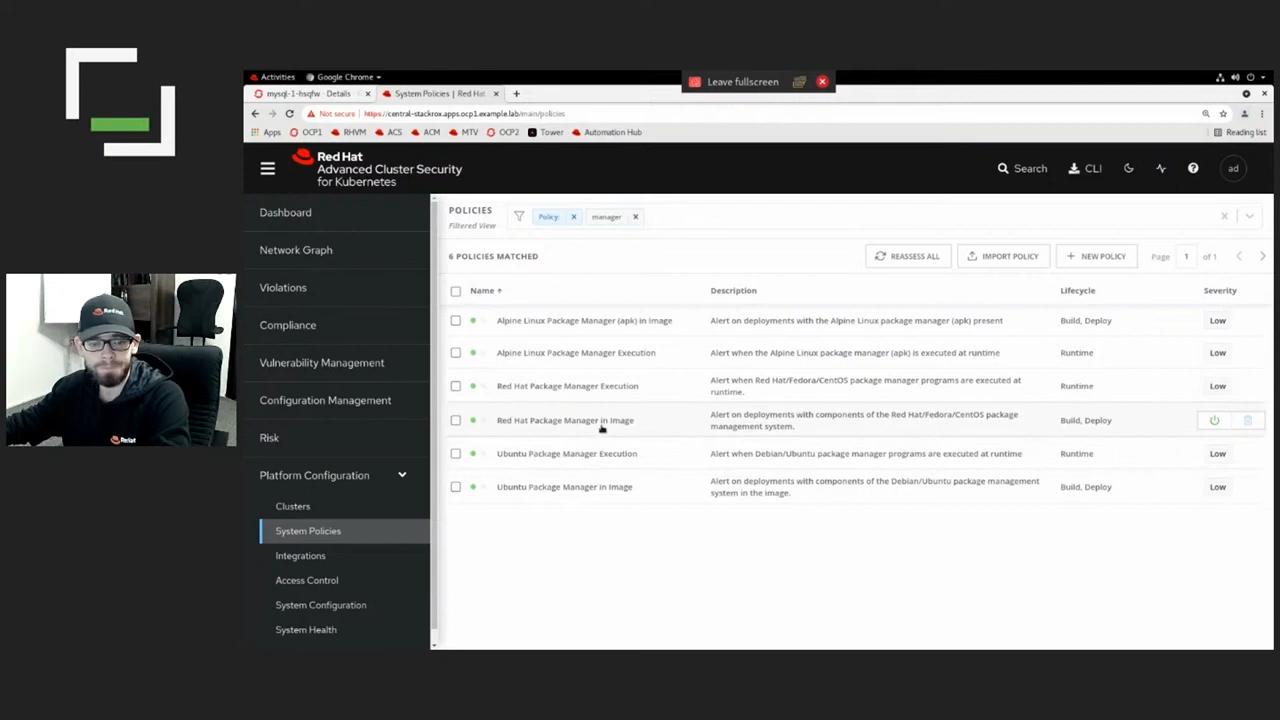 Activities
Google Chrome
Leave fullscreen
mysql-1-hsqfw - Details
System Policies | Red Hat
Not secure
https://central-stackrox.apps.ocp1.example.lab/main/policies
Apps
OCP1
RHVM
ACS
ACM
MTV
OCP2
Tower
Automation Hub
Reading list
Red Hat
Advanced Cluster Security
for Kubernetes
Search
CLI
ad
Dashboard
Network Graph
Violations
Compliance
Vulnerability Management
Configuration Management
Risk
Platform Configuration
Clusters
System Policies
Integrations
Access Control
System Configuration
System Health
POLICIES
Filtered View
Policy:
manager
6 POLICIES MATCHED
REASSESS ALL
IMPORT POLICY
NEW POLICY
Page 1 of 1
Name Description Lifecycle Severity
Alpine Linux Package Manager (apk) in Image Alert on deployments with the Alpine Linux package manager (apk) present Build, Deploy Low
Alpine Linux Package Manager Execution Alert when the Alpine Linux package manager (apk) is executed at runtime Runtime Low
Red Hat Package Manager Execution Alert when Red Hat/Fedora/CentOS package manager programs are executed at
runtime. Runtime Low
Red Hat Package Manager in Image Alert on deployments with components of the Red Hat/Fedora/CentOS package
management system. Build, Deploy
Ubuntu Package Manager Execution Alert when Debian/Ubuntu package manager programs are executed at runtime Runtime Low
Ubuntu Package Manager in Image Alert on deployments with components of the Debian/Ubuntu package management
system in the image. Build, Deploy Low